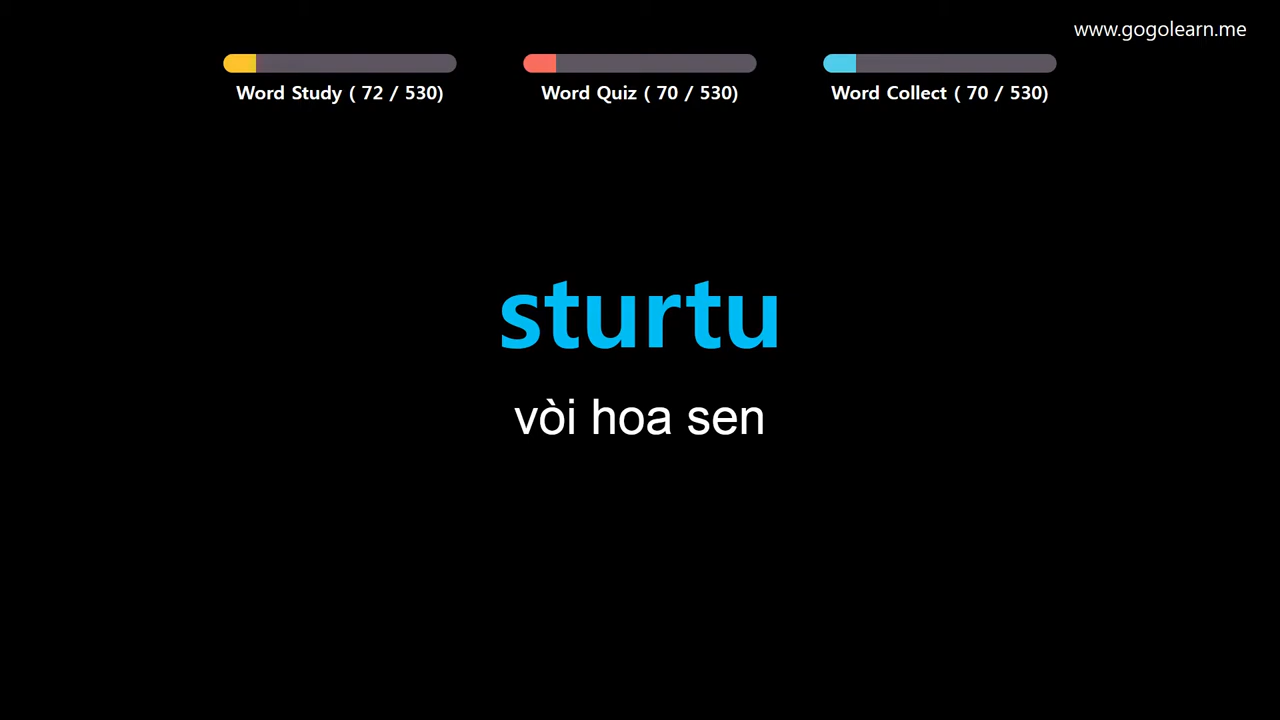 www.gogolearn.me
Word Study ( 72 / 530)
Word Quiz ( 70 / 530)
Word Collect ( 70 / 530)
sturtu
vòi hoa sen